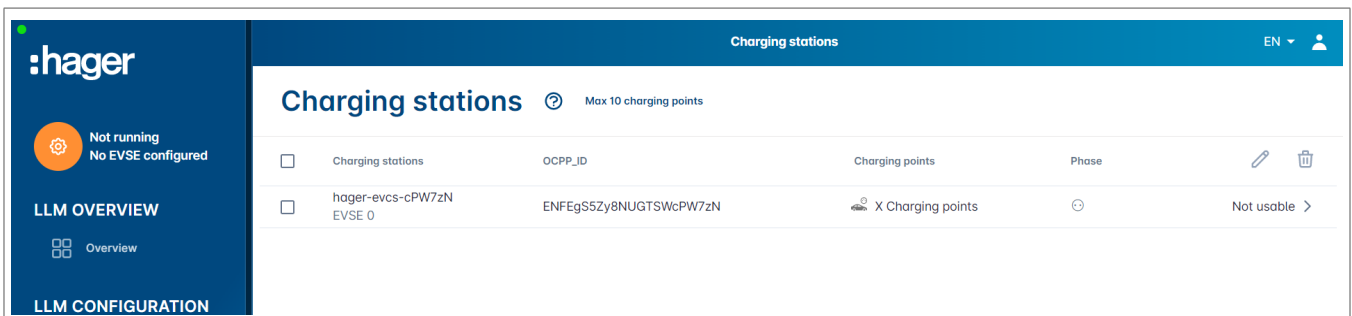 :hager
Charging stations
EN
Charging stations
Max 10 charging points
Not running
No EVSE configured
Charging stations OCPP_ID Charging points Phase
hager-evcs-cPW7zN
EVSE 0
ENFEgS5Zy8NUGTSWcPW7zN
X Charging points
Not usable
LLM OVERVIEW
Overview
LLM CONFIGURATION